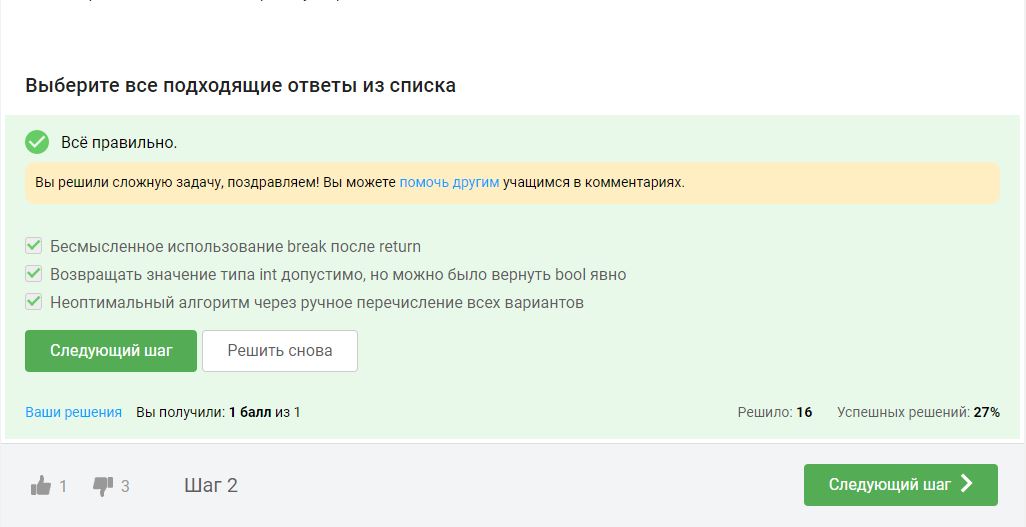 Выберите все подходящие ответы из списка
Всё правильно.
Вы решили сложную задачу, поздравляем! Вы можете помочь другим учащимся в комментариях.
Бесмысленное использование break после return
Возвращать значение типа int допустимо, но можно было вернуть bool явно
Неоптимальный алгоритм через ручное перечисление всех вариантов
Следующий шаг Решить снова
Ваши решения Вы получили: 1 балл из 1 Решило: 16 Успешных решений: 27%
1 3 Шаг 2 Следующий шаг